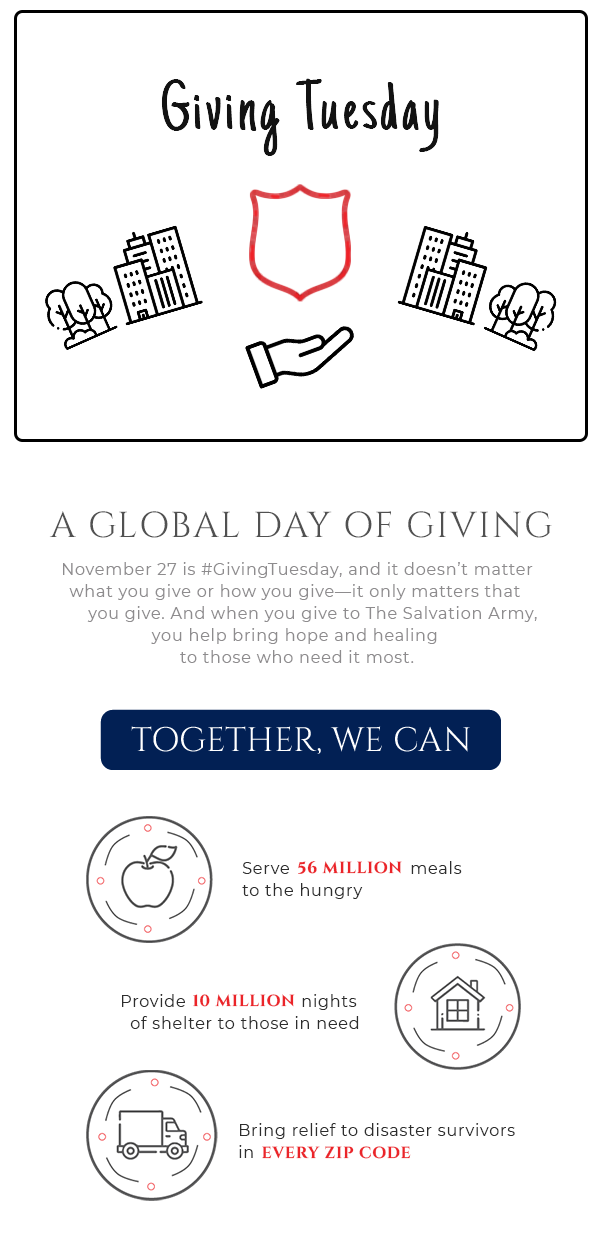 Giving Tuesday
A GLOBAL DAY OF GIVING
November 27 is #GivingTuesday, and it doesn’t matter
what you give or how you give—it only matters that
you give. And when you give to The Salvation Army,
you help bring hope and healing
to those who need it most.
TOGETHER, WE CAN
Serve 56 MILLION meals
to the hungry
Provide 10 MILLION nights
of shelter to those in need
Bring relief to disaster survivors
in EVERY ZIP CODE